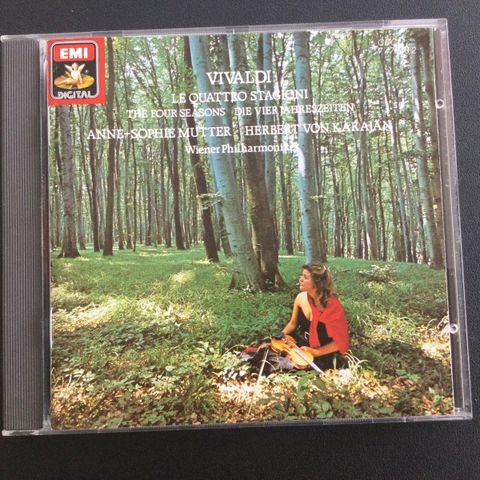 EMI
DIGITAL
VIVALDI
LE QUATTRO STAGIONI
THE FOUR SEASONS DIE VIER JAHRESZEITEN
ANNE-SOPHIE MUTTER · HERBERT VON KARAJAN
Wiener Philharmoniker